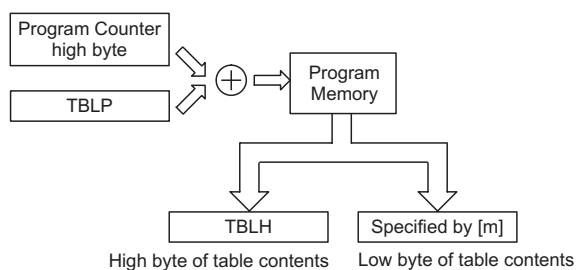 Program Counter
high byte
TBLP
Program
Memory
TBLH
Specified by [m]
High byte of table contents
Low byte of table contents